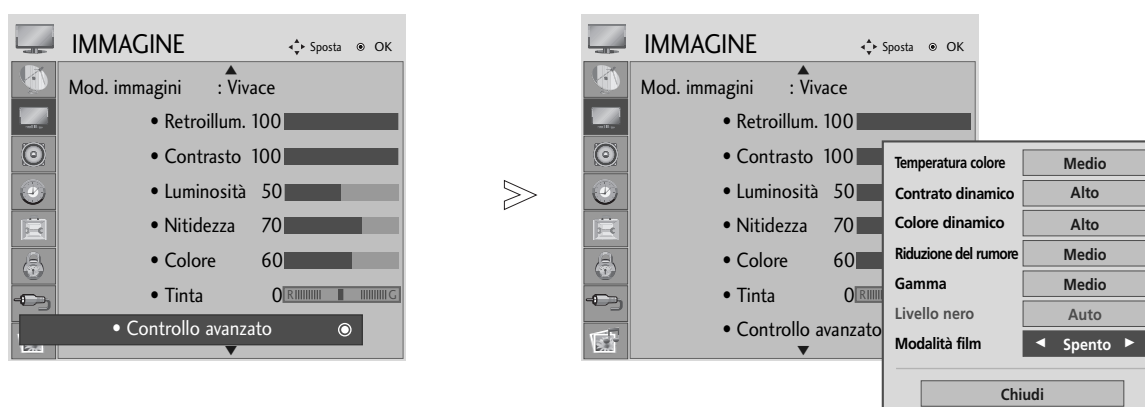 IMMAGINE
Sposta OK
Mod. immagini : Vivace
• Retroillum. 100
• Contrasto 100
• Luminosità 50
• Nitidezza 70
• Colore 60
• Tinta 0 R G
• Controllo avanzato
IMMAGINE
Sposta OK
Mod. immagini : Vivace
• Retroillum. 100
• Contrasto 100
• Luminosità 50
• Nitidezza 70
• Colore 60
• Tinta 0 R
• Controllo avanzato
Temperatura colore Medio
Contrato dinamico Alto
Colore dinamico Alto
Riduzione del rumore Medio
Gamma Medio
Livello nero Auto
Modalità film ◄ Spento ►
Chiudi